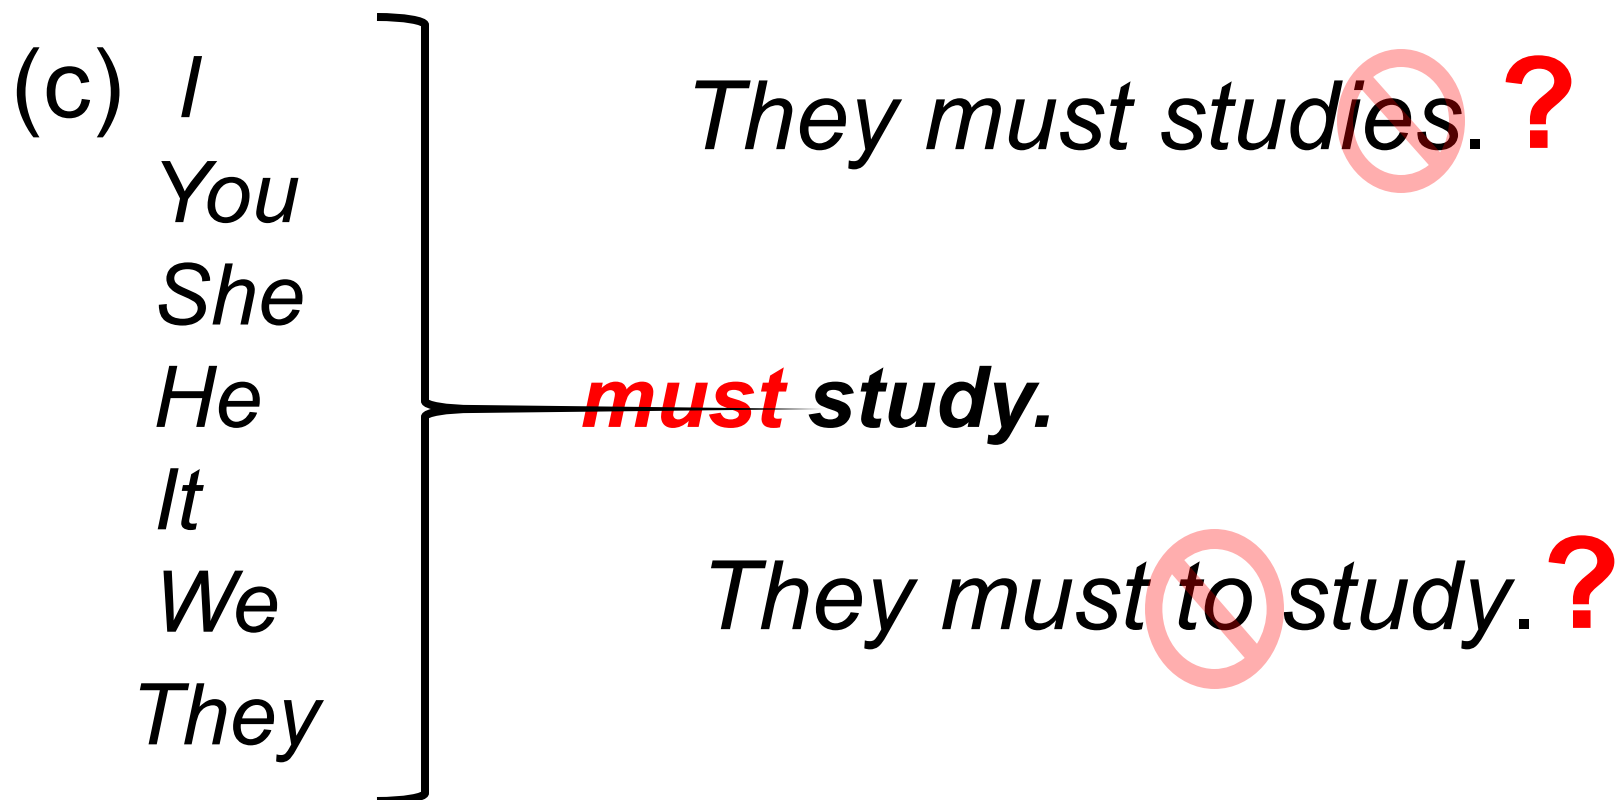 (c) I
You
She
He
It
We
They
must study.
They must studies. ?
They must to study. ?